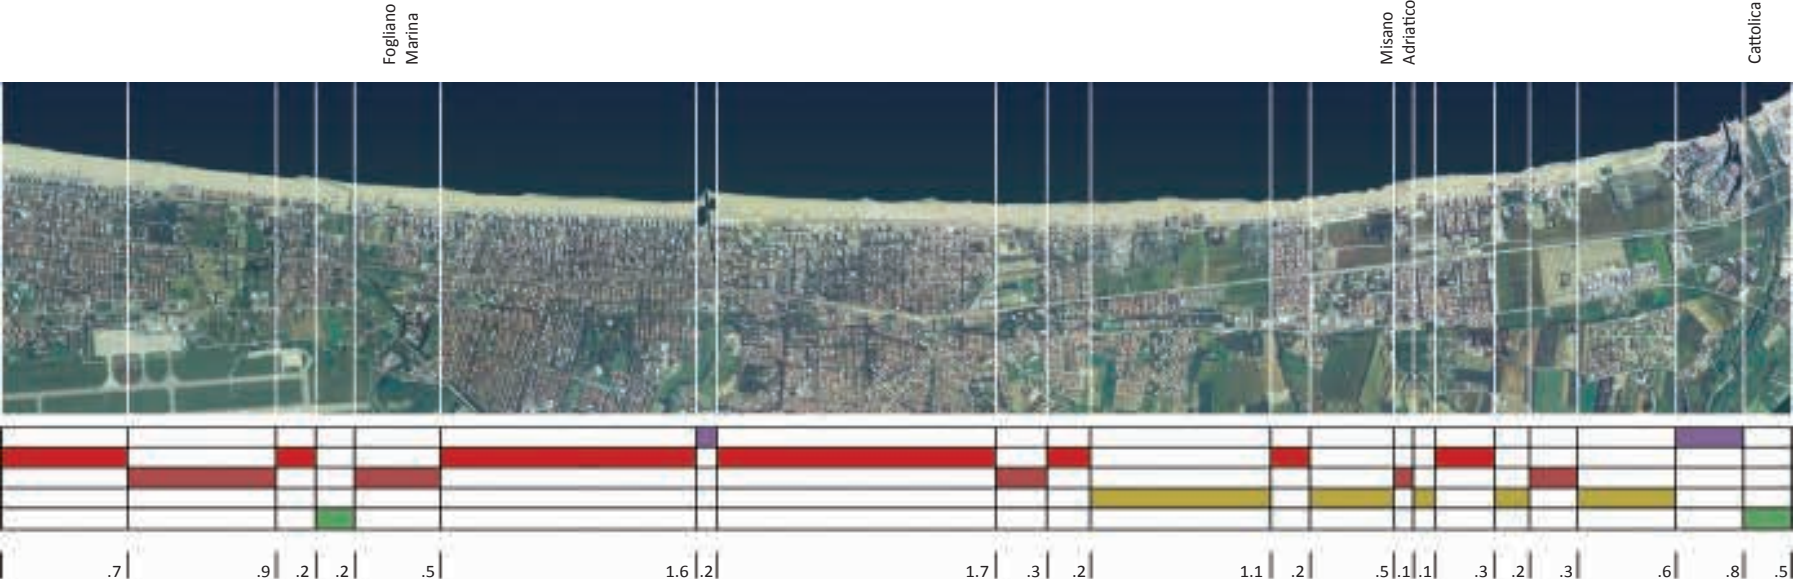 Fogliano
Marina
Misano
Adriatico
Cattolica
.7 .9 .2 .2 .5 1.6 .2 1.7 .3 .2 1.1 .2 .5 .1 .1 .3 .2 .3 .6 .8 .5